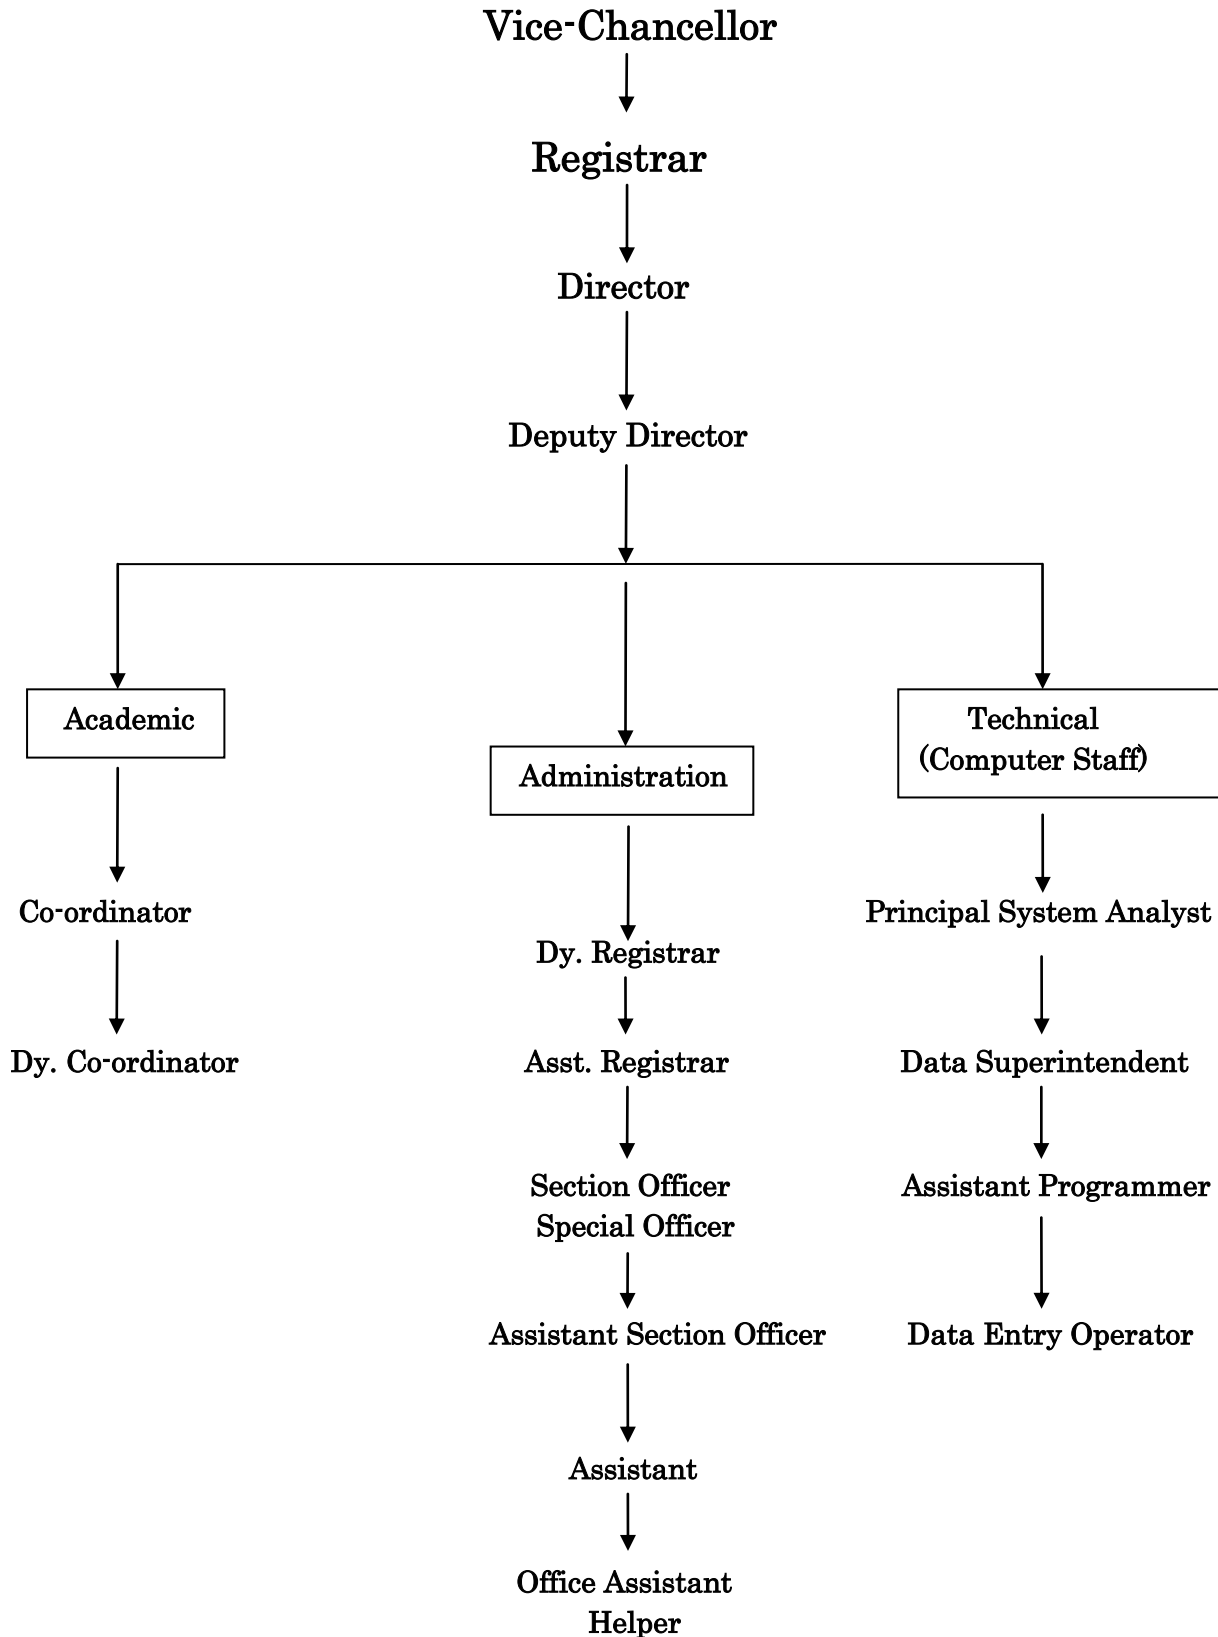 Vice-Chancellor
Registrar
Director
Deputy Director
Academic
Administration
Technical
(Computer Staff)
Co-ordinator
Dy. Co-ordinator
Dy. Registrar
Asst. Registrar
Section Officer
Special Officer
Assistant Section Officer
Assistant
Office Assistant
Helper
Principal System Analyst
Data Superintendent
Assistant Programmer
Data Entry Operator